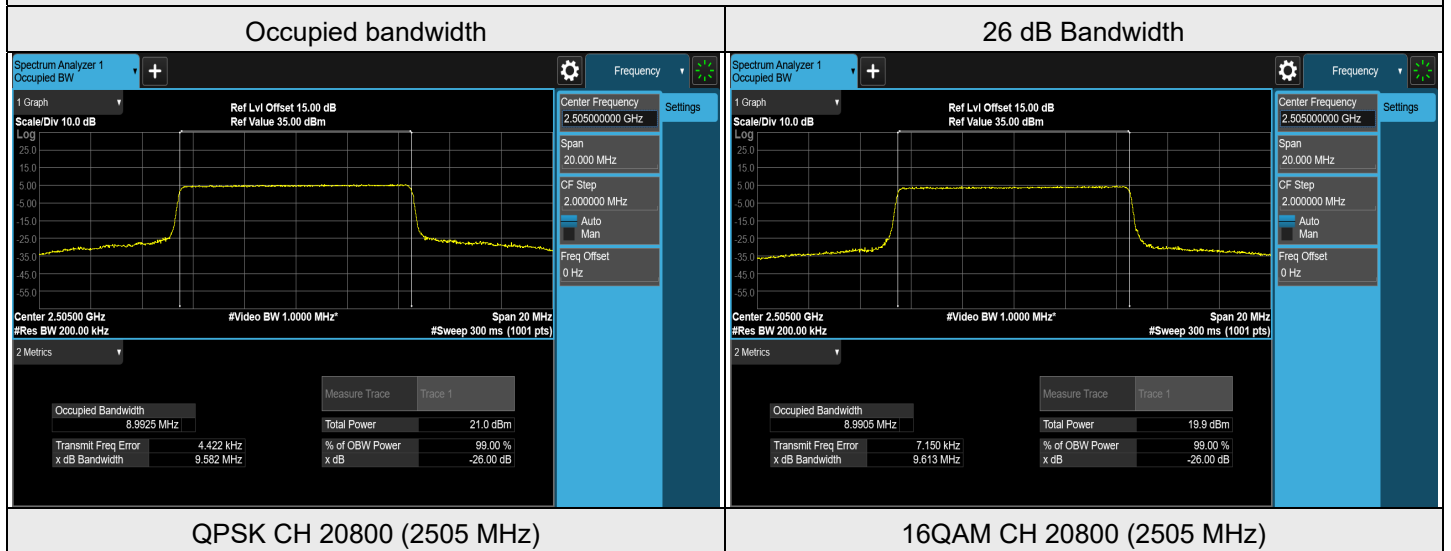 Occupied bandwidth
26 dB Bandwidth
Spectrum Analyzer 1
Occupied BW
+
Frequency
1 Graph
Scale/Div 10.0 dB
Ref Lvl Offset 15.00 dB
Ref Value 35.00 dBm
Log
25.0
15.0
5.00
-5.00
-15.0
-25.0
-35.0
-45.0
-55.0
Center 2.50500 GHz
#Res BW 200.00 kHz
#Video BW 1.0000 MHz*
Span 20 MHz
#Sweep 300 ms (1001 pts)
Center Frequency
2.505000000 GHz
Settings
Span
20.000 MHz
CF Step
2.000000 MHz
Auto
Man
Freq Offset
0 Hz
2 Metrics
Measure Trace Trace 1
Occupied Bandwidth
8.9925 MHz
Total Power 21.0 dBm
Transmit Freq Error 4.422 kHz
% of OBW Power 99.00 %
x dB Bandwidth 9.582 MHz
x dB -26.00 dB
Spectrum Analyzer 1
Occupied BW
+
Frequency
1 Graph
Scale/Div 10.0 dB
Ref Lvl Offset 15.00 dB
Ref Value 35.00 dBm
Log
25.0
15.0
5.00
-5.00
-15.0
-25.0
-35.0
-45.0
-55.0
Center 2.50500 GHz
#Res BW 200.00 kHz
#Video BW 1.0000 MHz*
Span 20 MHz
#Sweep 300 ms (1001 pts)
Center Frequency
2.505000000 GHz
Settings
Span
20.000 MHz
CF Step
2.000000 MHz
Auto
Man
Freq Offset
0 Hz
2 Metrics
Measure Trace Trace 1
Occupied Bandwidth
8.9905 MHz
Total Power 19.9 dBm
Transmit Freq Error 7.150 kHz
% of OBW Power 99.00 %
x dB Bandwidth 9.613 MHz
x dB -26.00 dB
QPSK CH 20800 (2505 MHz)
16QAM CH 20800 (2505 MHz)